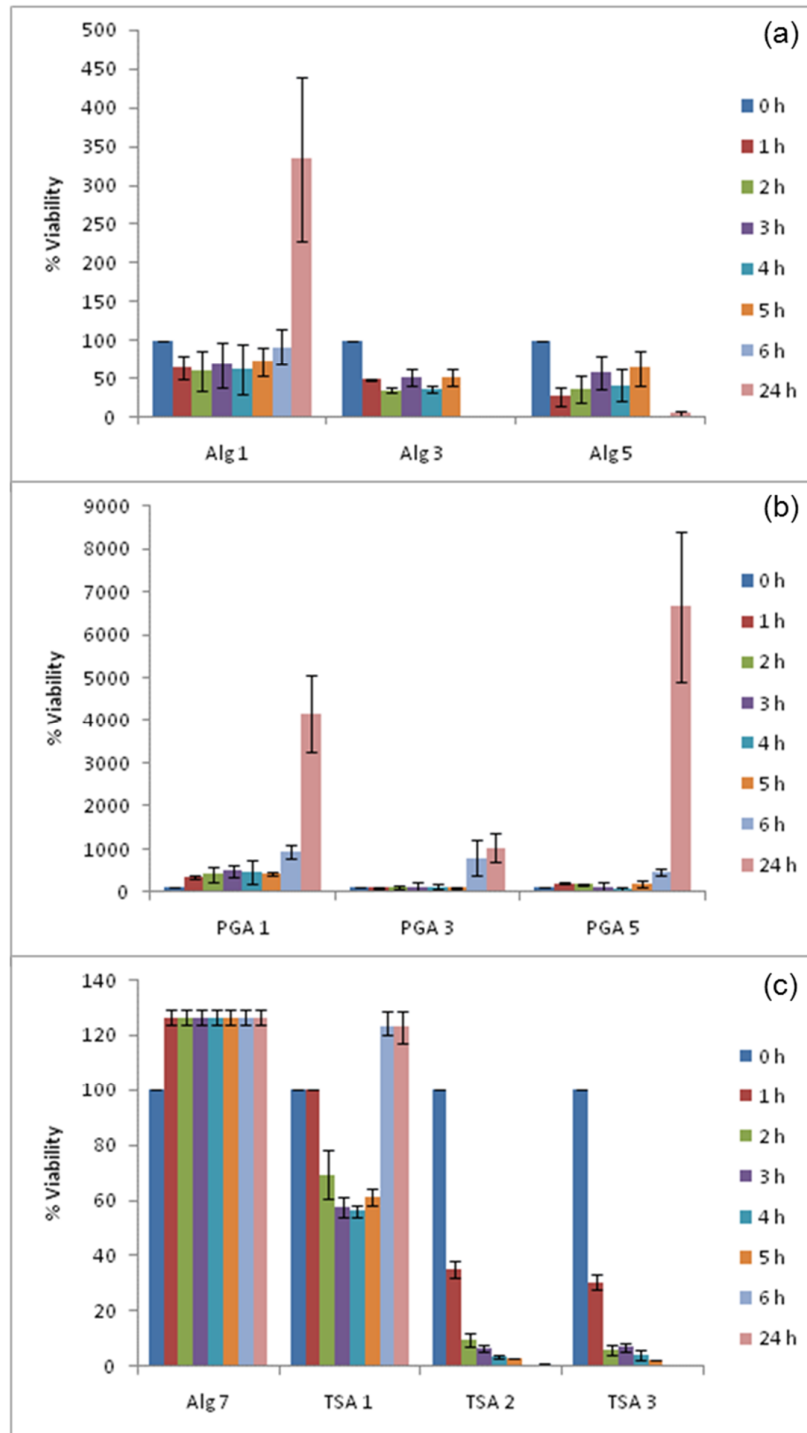 (a)
500
450
400
350
300
250
200
150
100
50
0
% Viability
Alg 1 Alg 3 Alg 5
0 h
1 h
2 h
3 h
4 h
5 h
6 h
24 h
(b)
9000
8000
7000
6000
5000
4000
3000
2000
1000
0
% Viability
PGA 1 PGA 3 PGA 5
0 h
1 h
2 h
3 h
4 h
5 h
6 h
24 h
(c)
140
120
100
80
60
40
20
0
% Viability
Alg 7 TSA 1 TSA 2 TSA 3
0 h
1 h
2 h
3 h
4 h
5 h
6 h
24 h